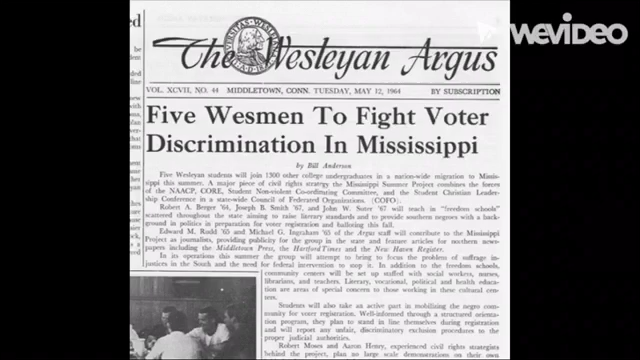 WEVIDEO
The Wesleyan Argus
VOL. XCVII, NO. 44 MIDDLETOWN, CONN. TUESDAY, MAY 12, 1964 BY SUBSCRIPTION
Five Wesmen To Fight Voter
Discrimination In Mississippi
by Bill Anderson
Five Wesleyan students will join 1300 other college undergraduates in a nation-wide migration to Missis-
sippi this summer. A major piece of civil rights strategy the Mississippi Summer Project combines the forces
of the NAACP, CORE, Student Non-violent Co-ordinating Committee, and the Student Christian Leader-
ship Conference in a state-wide Council of Federated Organizations. (COFO).
Robert A. Berger '64, Joseph B. Smith '67, and John W. Suter '67 will teach in "freedom schools"
scattered throughout the state aiming to raise literary standards and to provide southern negroes with a back-
ground in politics in preparation for voter registration and balloting this fall.
Edward M. Rudd '65 and Michael G. Ingraham '65 of the Argus staff will contribute to the Mississippi
Project as journalists, providing publicity for the group in the state and feature articles for northern news-
papers including the Middletown Press, the Hartford Times and the New Haven Register.
In its operations this summer the group will attempt to bring to focus the problem of suffrage in-
justices in the South and the need for federal intervention to stop it. In addition to the freedom schools,
community centers will be set up staffed with social workers, nurses,
librarians, and teachers. Literary, vocational, political and health educa-
tion are areas of special concern to those working in these cultural cen-
ters.
Students will also take an active part in mobilizing the negro com-
munity for voter registration. Well-informed through a structured orienta-
tion program, they plan to stand in line themselves during registration
and will report any unfair, discriminatory exclusion procedures to the
proper judicial authorities.
Robert Moses and Aaron Henry, experienced civil rights strategists
behind the project, plan no large scale demonstrations on their own